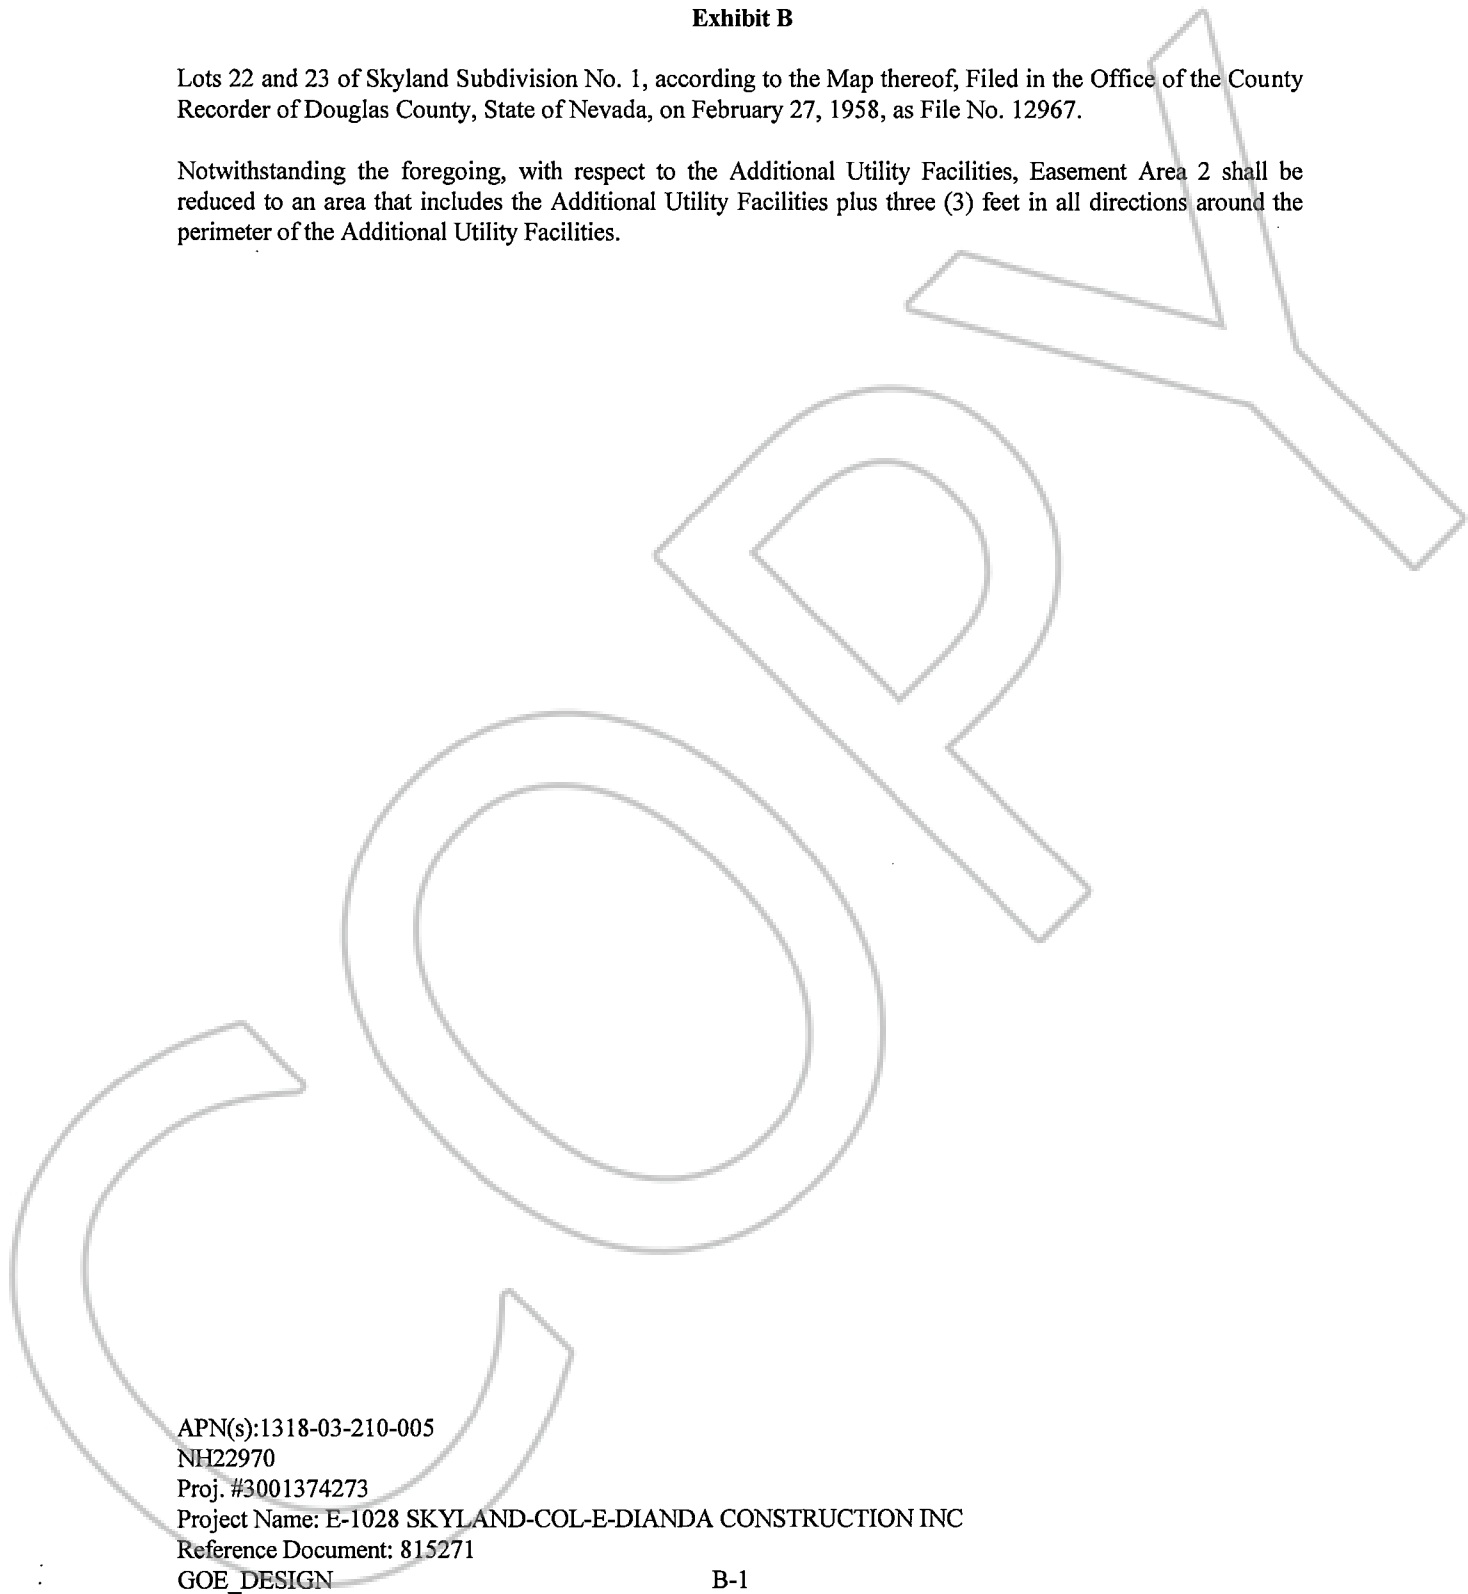 Exhibit B
Lots 22 and 23 of Skyland Subdivision No. 1, according to the Map thereof, Filed in the Office of the County
Recorder of Douglas County, State of Nevada, on February 27, 1958, as File No. 12967.
Notwithstanding the foregoing, with respect to the Additional Utility Facilities, Easement Area 2 shall be
reduced to an area that includes the Additional Utility Facilities plus three (3) feet in all directions around the
perimeter of the Additional Utility Facilities.
COPY
APN(s):1318-03-210-005
NH22970
Proj. #3001374273
Project Name: E-1028 SKYLAND-COL-E-DIANDA CONSTRUCTION INC
Reference Document: 815271
GOE_DESIGN
B-1